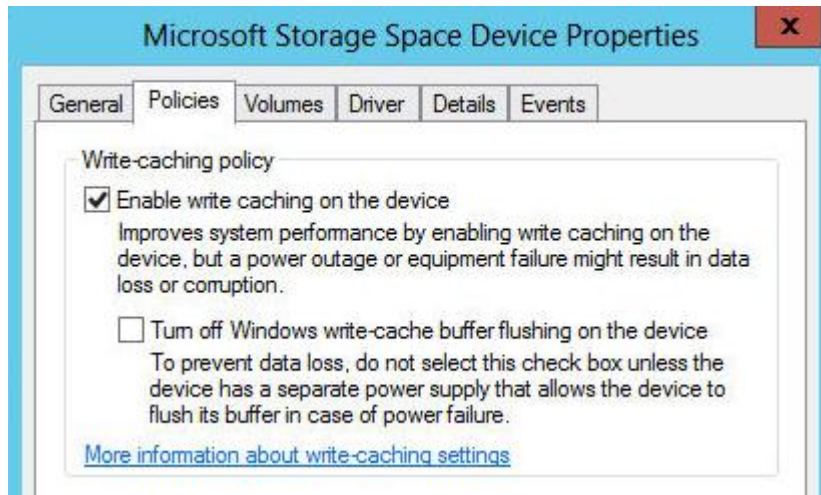 Microsoft Storage Space Device Properties
x
General Policies Volumes Driver Details Events
Write-caching policy
Enable write caching on the device
Improves system performance by enabling write caching on the
device, but a power outage or equipment failure might result in data
loss or corruption.
Turn off Windows write-cache buffer flushing on the device
To prevent data loss, do not select this check box unless the
device has a separate power supply that allows the device to
flush its buffer in case of power failure.
More information about write-caching settings